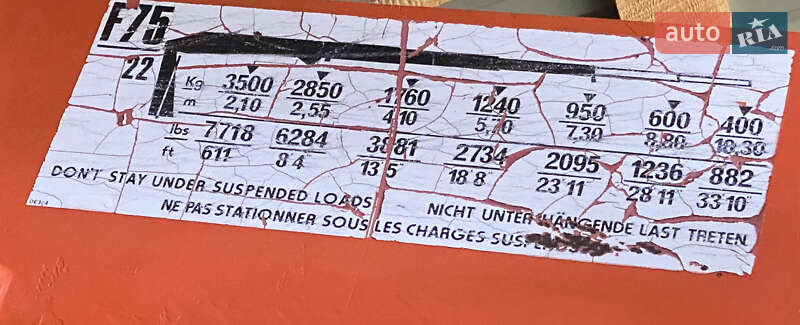 auto RIA.com
F75
22
Kg 3500 2850 1760 1240 950 600 400
m 2,10 2,55 4,10 5,70 7,30 8,80 10,30
lbs 7718 6284 3881 2734 2095 1236 882
ft 6'11 8'4" 13'5" 18'8" 23'11" 28'11" 33'10"
DON'T STAY UNDER SUSPENDED LOADS
NICHT UNTER HÄNGENDE LAST TRETEN
NE PAS STATIONNER SOUS LES CHARGES